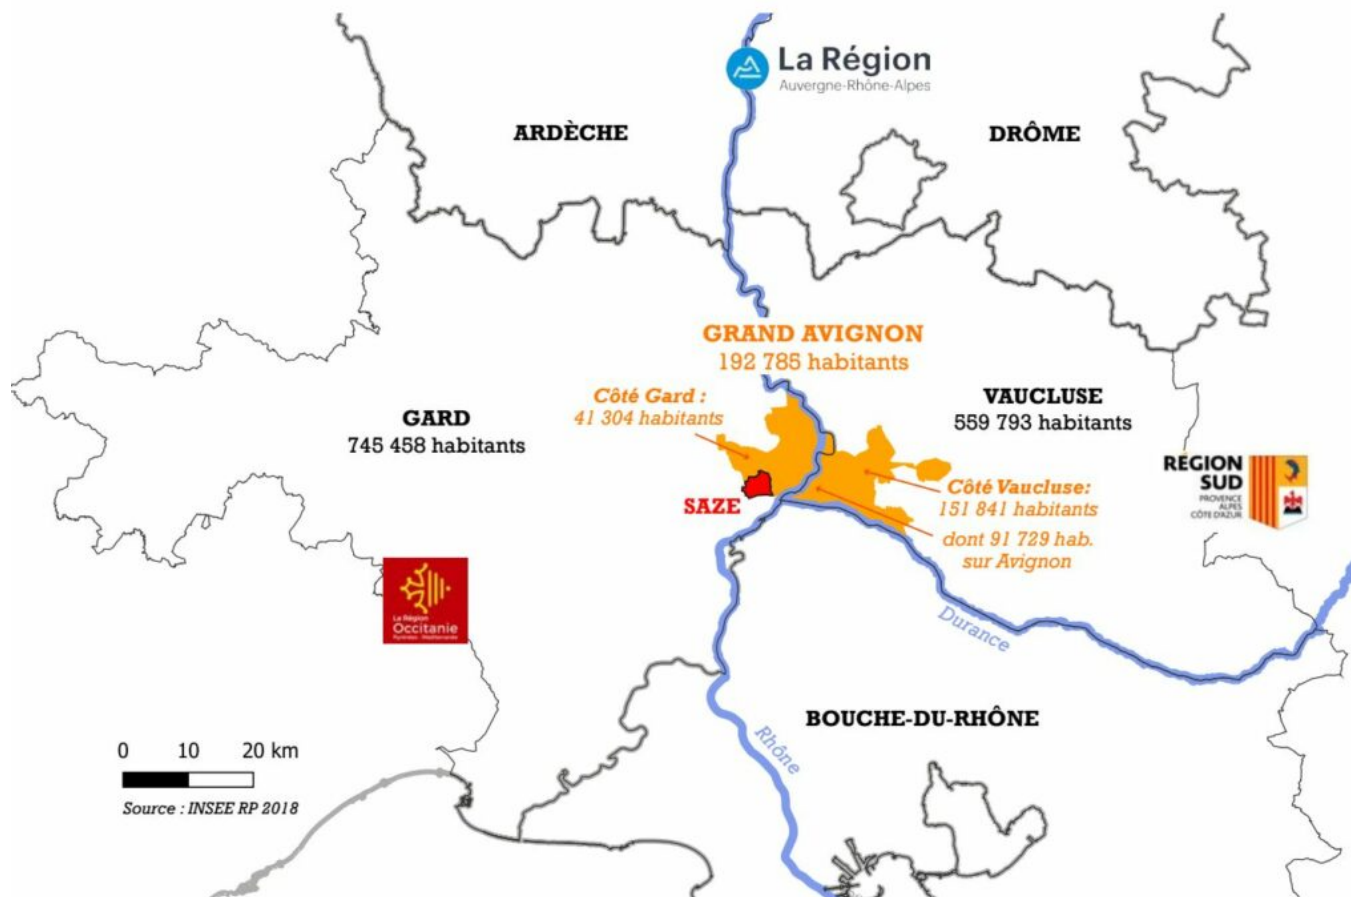 La Région
Auvergne-Rhône-Alpes
ARDÈCHE
DRÔME
GRAND AVIGNON
192 785 habitants
Côté Gard :
41 304 habitants
VAUCLUSE
559 793 habitants
GARD
745 458 habitants
RÉGION
SUD
PROVENCE
ALPES
CÔTE D'AZUR
Côté Vaucluse:
151 841 habitants
SAZE
dont 91 729 hab.
sur Avignon
La Région
Occitanie
Pyrénées - Méditerranée
Durance
BOUCHE-DU-RHÔNE
Rhône
0 10 20 km
Source : INSEE RP 2018